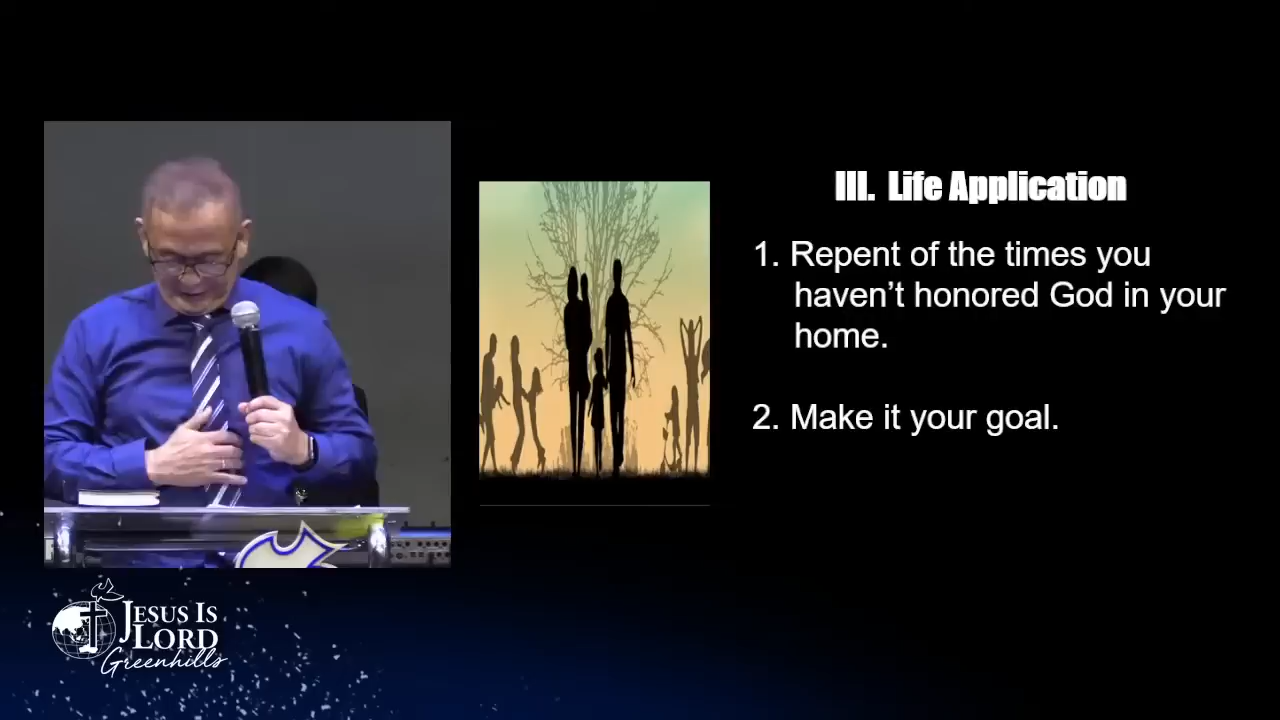 III. Life Application
1. Repent of the times you
haven’t honored God in your
home.
2. Make it your goal.
JESUS IS
LORD
Greenhills